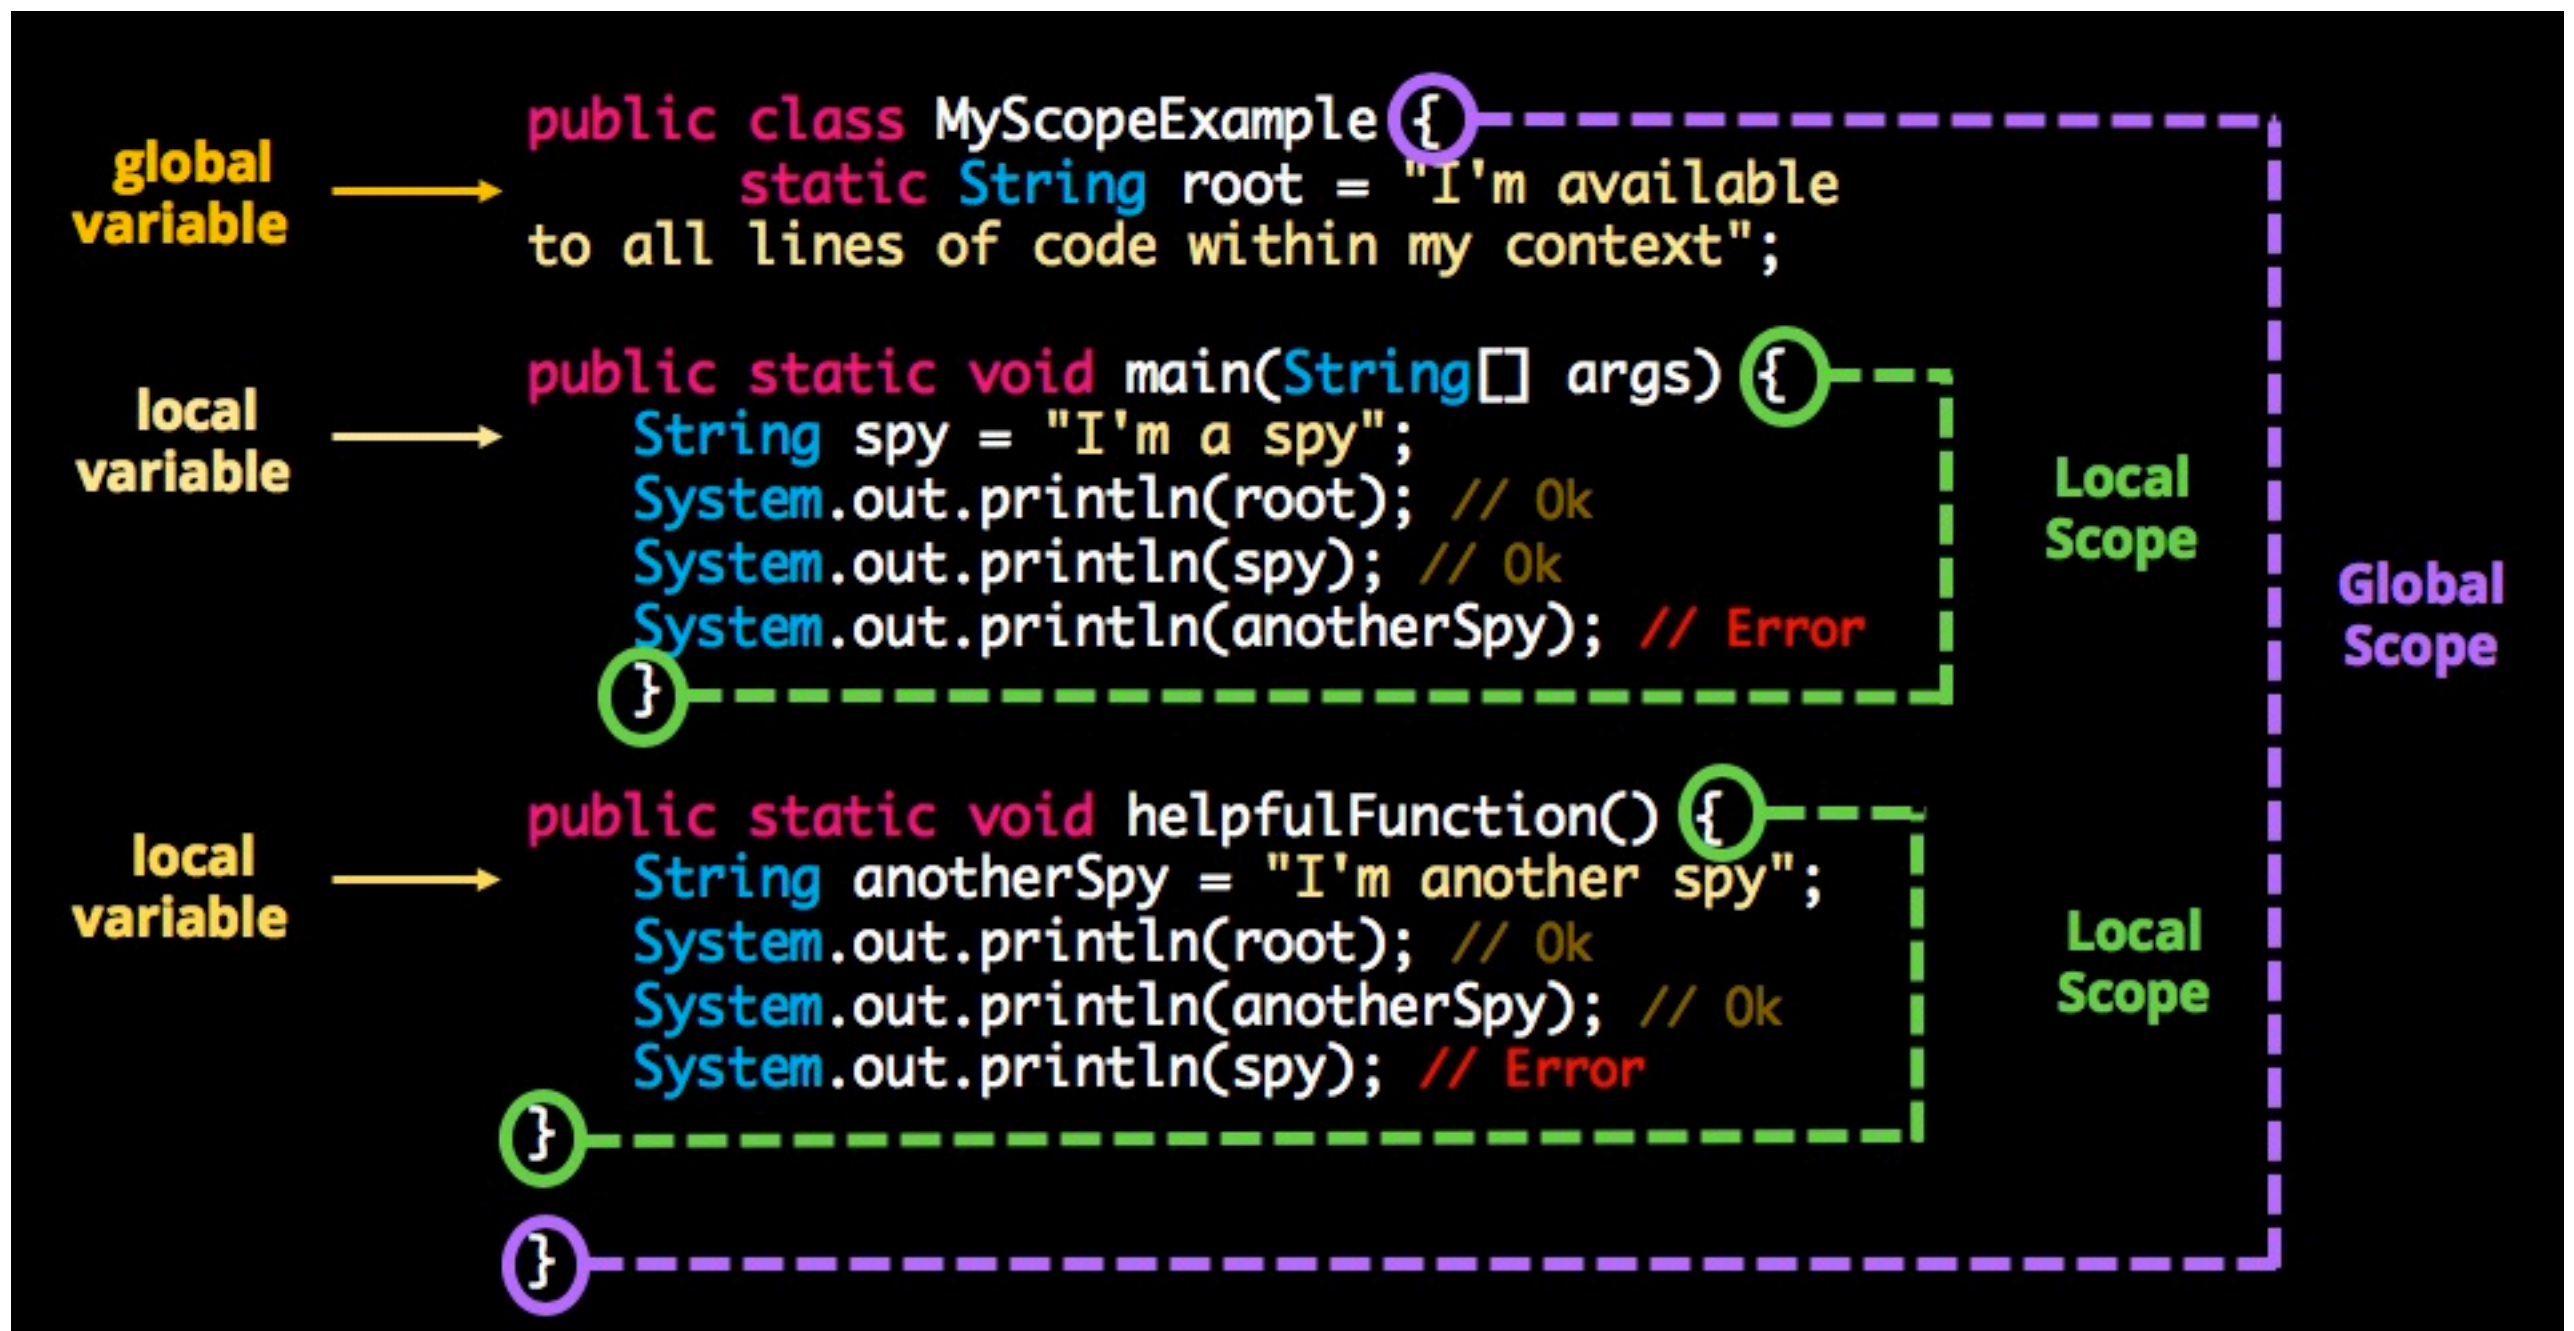 public class MyScopeExample {
global
variable
static String root = "I'm available
to all lines of code within my context";
public static void main(String[] args) {
local
variable
String spy = "I'm a spy";
System.out.println(root); // Ok
System.out.println(spy); // Ok
System.out.println(anotherSpy); // Error
}
Local
Scope
Global
Scope
public static void helpfulFunction() {
local
variable
String anotherSpy = "I'm another spy";
System.out.println(root); // Ok
System.out.println(anotherSpy); // Ok
System.out.println(spy); // Error
}
Local
Scope
}